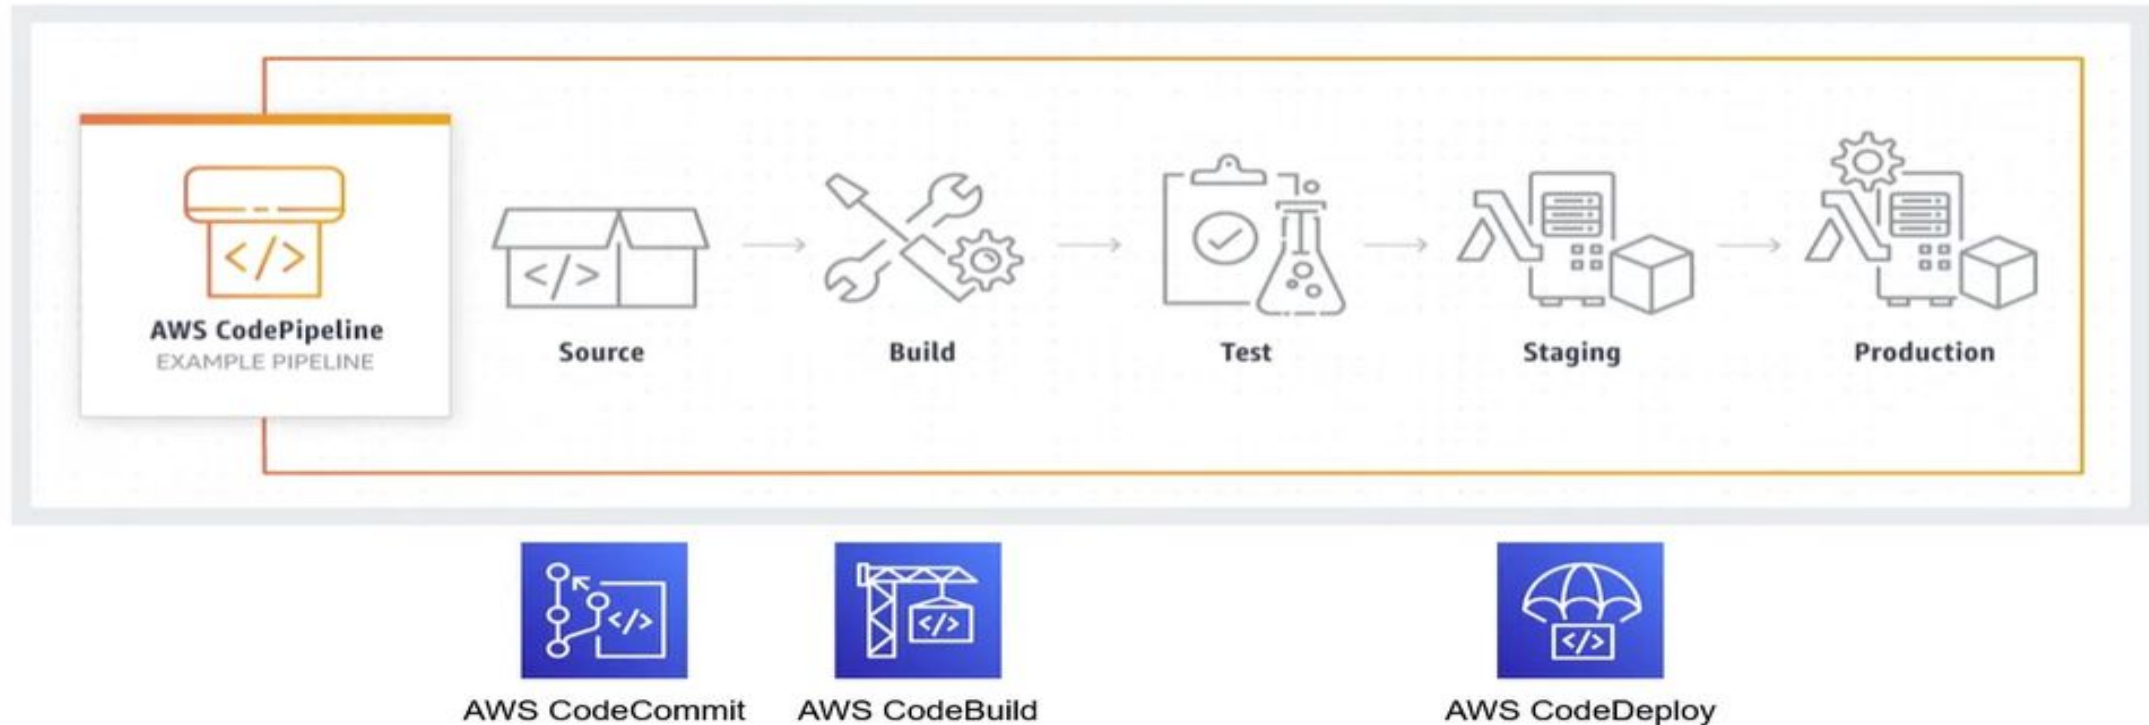 </>
AWS CodePipeline
EXAMPLE PIPELINE
</>
Source
Build
Test
Staging
Production
</>
</>
</>
AWS CodeCommit
AWS CodeBuild
AWS CodeDeploy